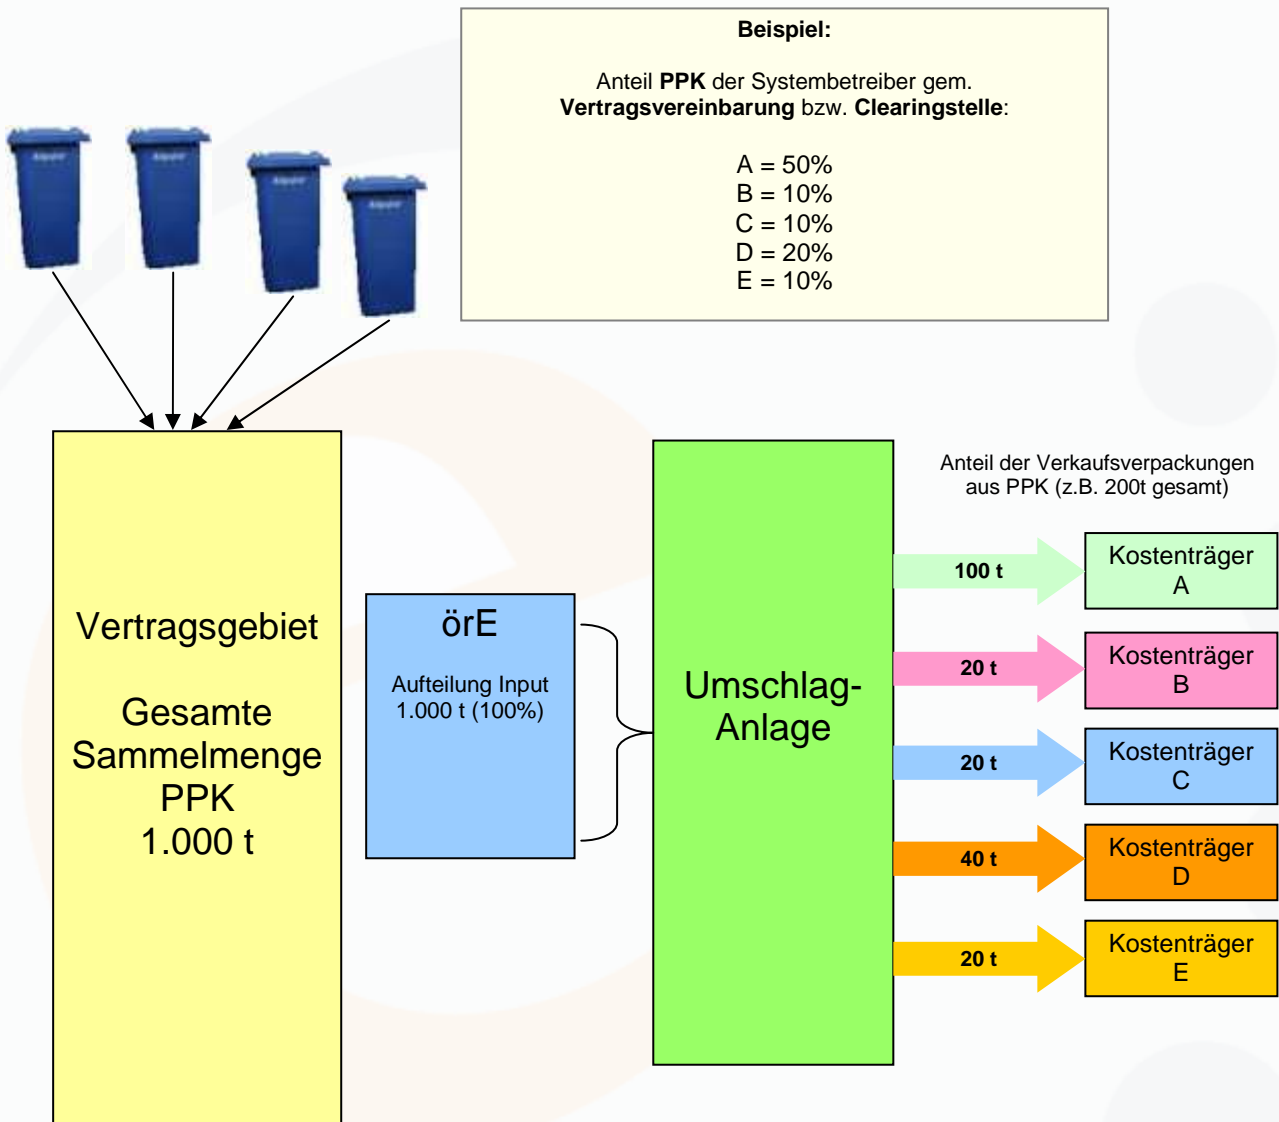 Beispiel:
Anteil PPK der Systembetreiber gem.
Vertragsvereinbarung bzw. Clearingstelle:
A = 50%
B = 10%
C = 10%
D = 20%
E = 10%
Vertragsgebiet
Gesamte
Sammelmenge
PPK
1.000 t
örE
Aufteilung Input
1.000 t (100%)
Umschlag-
Anlage
Anteil der Verkaufsverpackungen
aus PPK (z.B. 200t gesamt)
100 t
Kostenträger
A
20 t
Kostenträger
B
20 t
Kostenträger
C
40 t
Kostenträger
D
20 t
Kostenträger
E